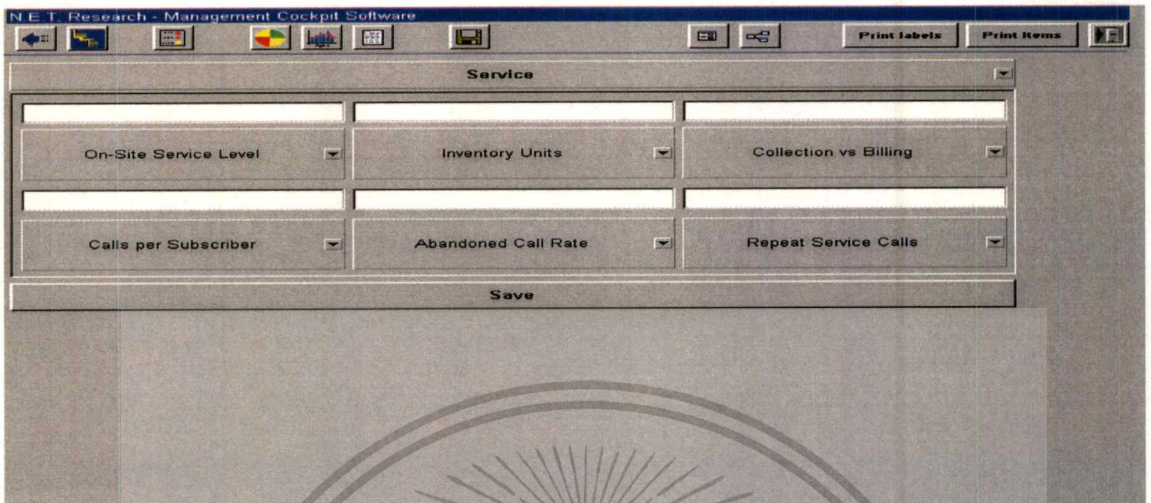 N.E.T. Research - Management Cockpit Software
Print labels Print Items
Service
On-Site Service Level Inventory Units Collection vs Billing
Calls per Subscriber Abandoned Call Rate Repeat Service Calls
Save